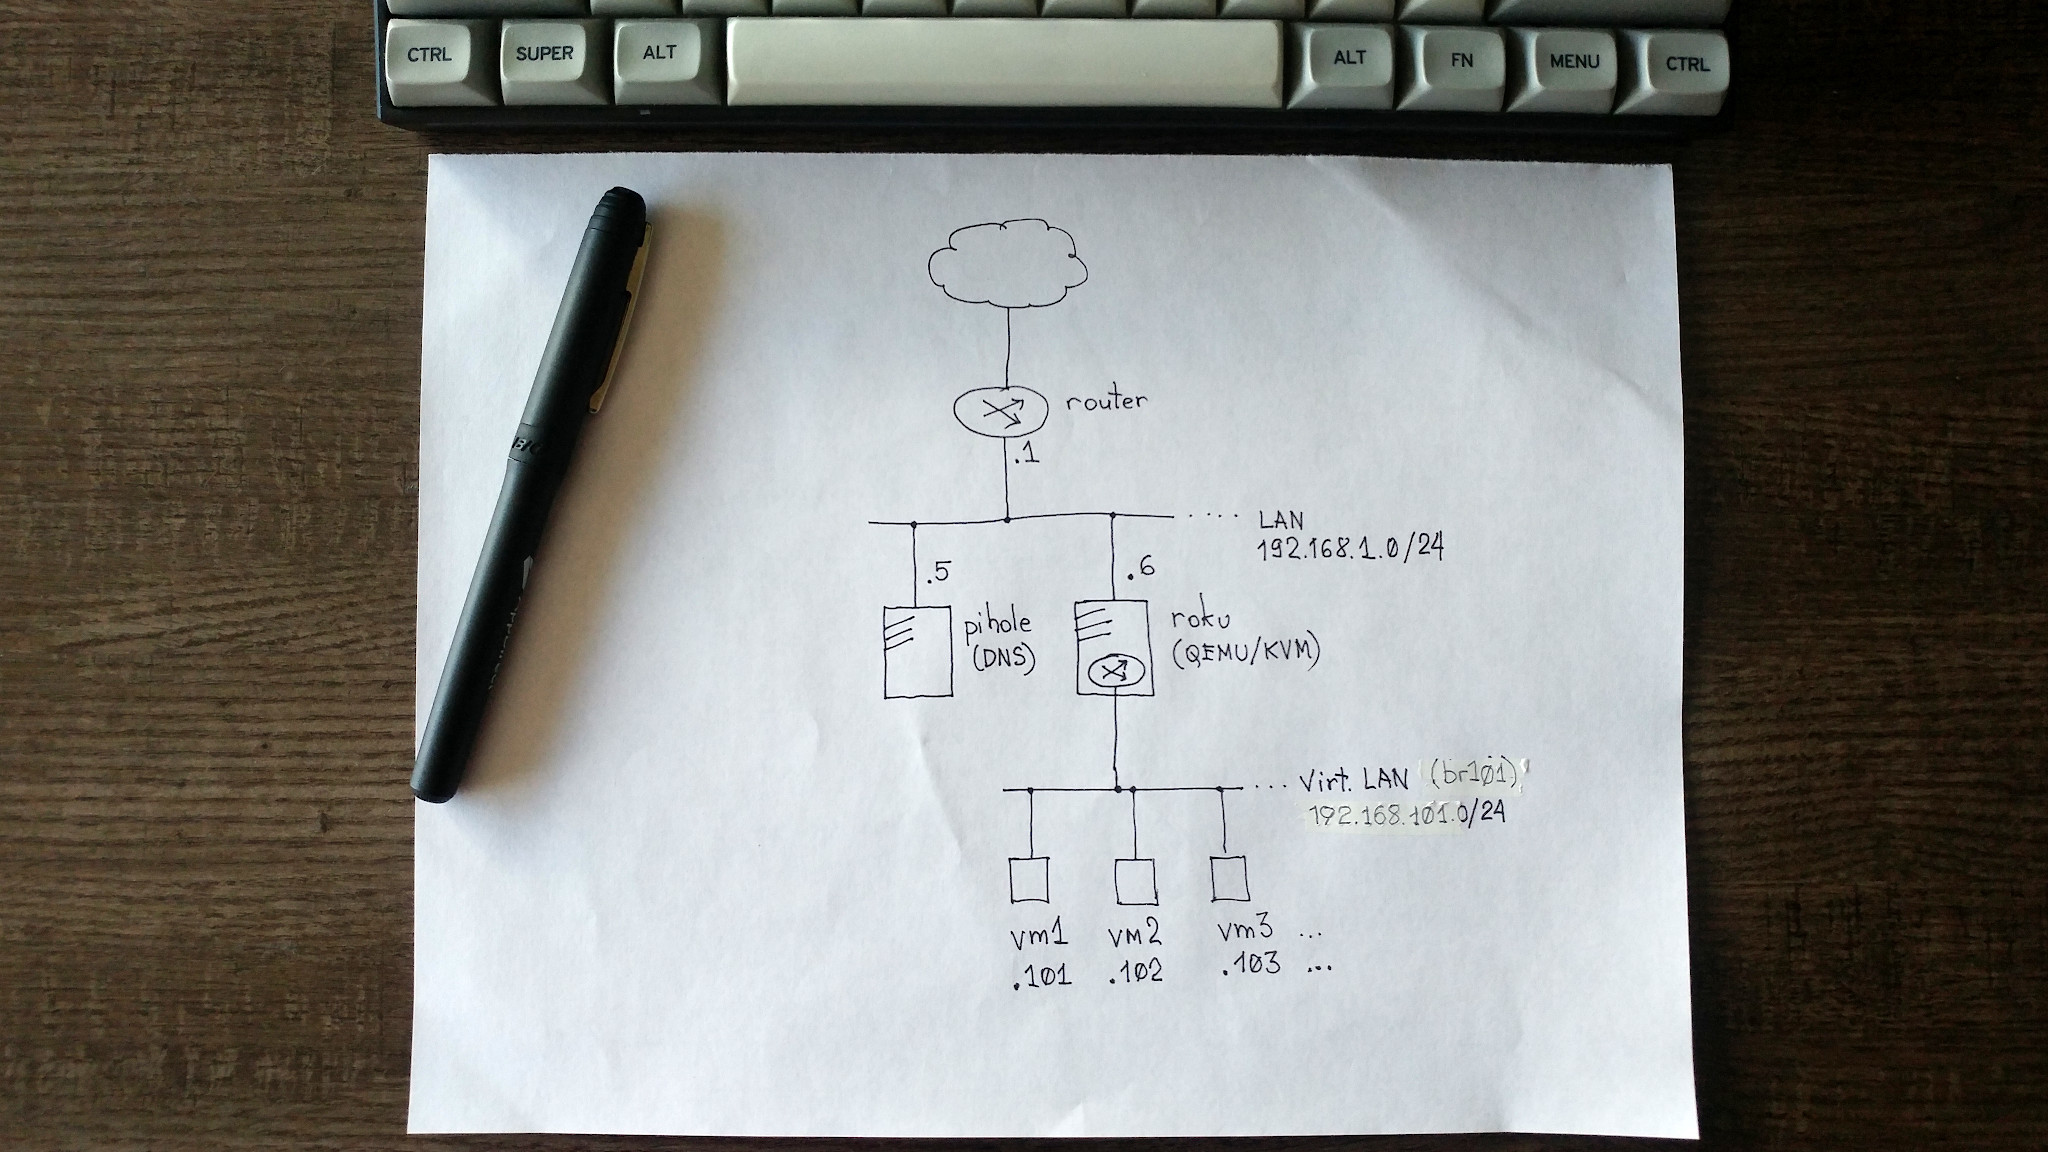 CTRL SUPER ALT ALT FN MENU CTRL
router
.1
LAN
192.168.1.0/24
.5
.6
pihole
(DNS)
roku
(QEMU/KVM)
Virt. LAN (br101)
192.168.101.0/24
vm1 vm2 vm3 ...
.101 .102 .103 ...
BIC